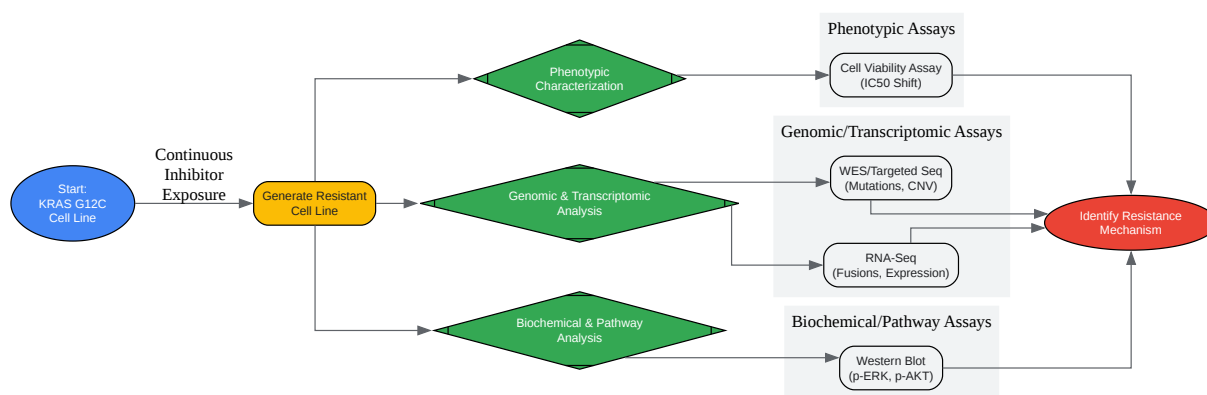 Start:
KRAS G12C
Cell Line
Continuous
Inhibitor
Exposure
Generate Resistant
Cell Line
Phenotypic
Characterization
Genomic & Transcriptomic
Analysis
Biochemical & Pathway
Analysis
Phenotypic Assays
Cell Viability Assay
(IC50 Shift)
Genomic/Transcriptomic Assays
WES/Targeted Seq
(Mutations, CNV)
RNA-Seq
(Fusions, Expression)
Biochemical/Pathway Assays
Western Blot
(p-ERK, p-AKT)
Identify Resistance
Mechanism